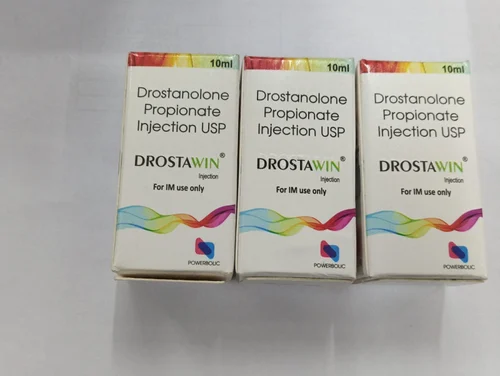 10ml
Drostanolone
Propionate
Injection USP
DROSTAWIN®
Injection
For IM use only
POWERBOLIC
10ml
Drostanolone
Propionate
Injection USP
DROSTAWIN®
Injection
For IM use only
POWERBOLIC
10ml
Drostanolone
Propionate
Injection USP
DROSTAWIN®
Injection
For IM use only
POWERBOLIC